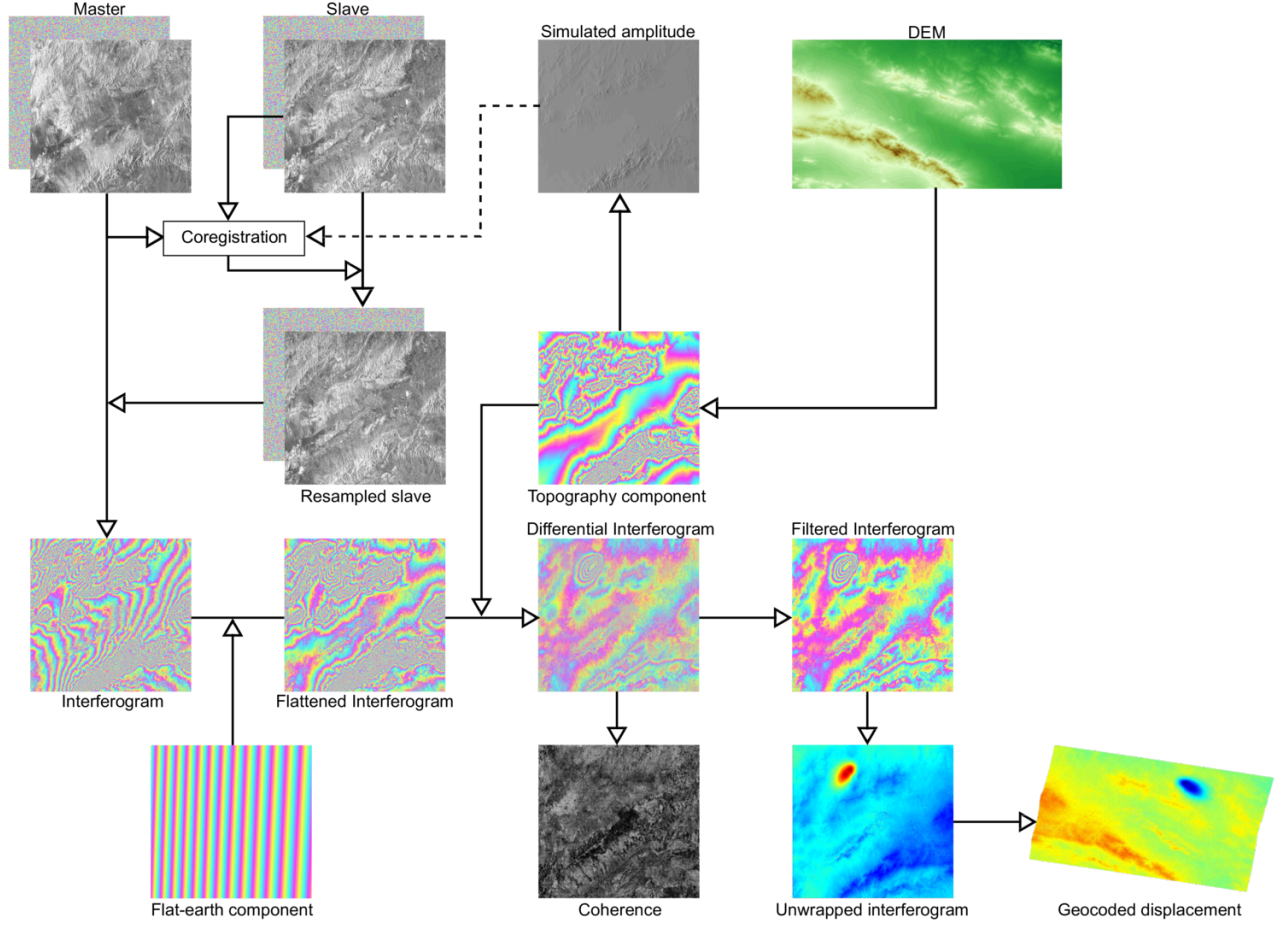 Master
Slave
Simulated amplitude
DEM
Coregistration
Resampled slave
Topography component
Differential Interferogram
Filtered Interferogram
Interferogram
Flattened Interferogram
Flat-earth component
Coherence
Unwrapped interferogram
Geocoded displacement